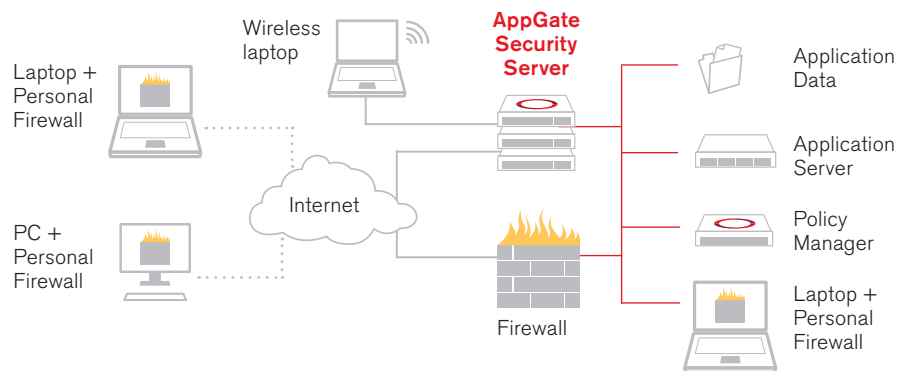 Wireless
laptop
AppGate
Security
Server
Application
Data
Laptop +
Personal
Firewall
Application
Server
Internet
PC +
Personal
Firewall
Policy
Manager
Firewall
Laptop +
Personal
Firewall